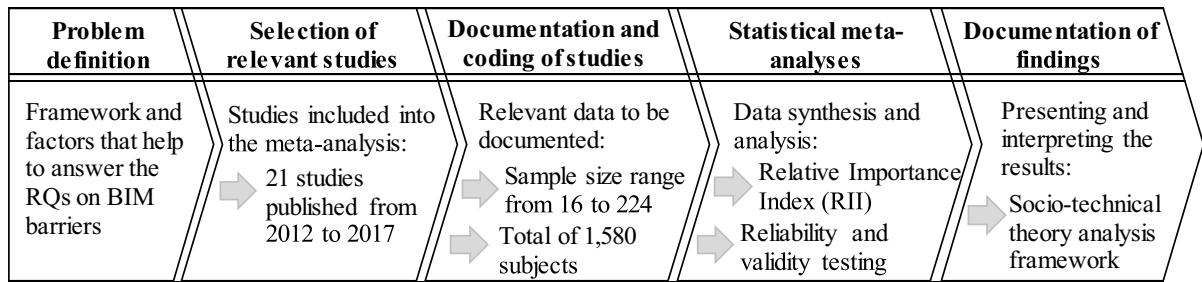 Problem
definition
Framework and
factors that help
to answer the
RQs on BIM
barriers
Selection of
relevant studies
Studies included into
the meta-analysis:
21 studies
published from
2012 to 2017
Documentation and
coding of studies
Relevant data to be
documented:
Sample size range
from 16 to 224
Total of 1,580
subjects
Statistical meta-
analyses
Data synthesis and
analysis:
Relative Importance
Index (RII)
Reliability and
validity testing
Documentation of
findings
Presenting and
interpreting the
results:
Socio-technical
theory analysis
framework